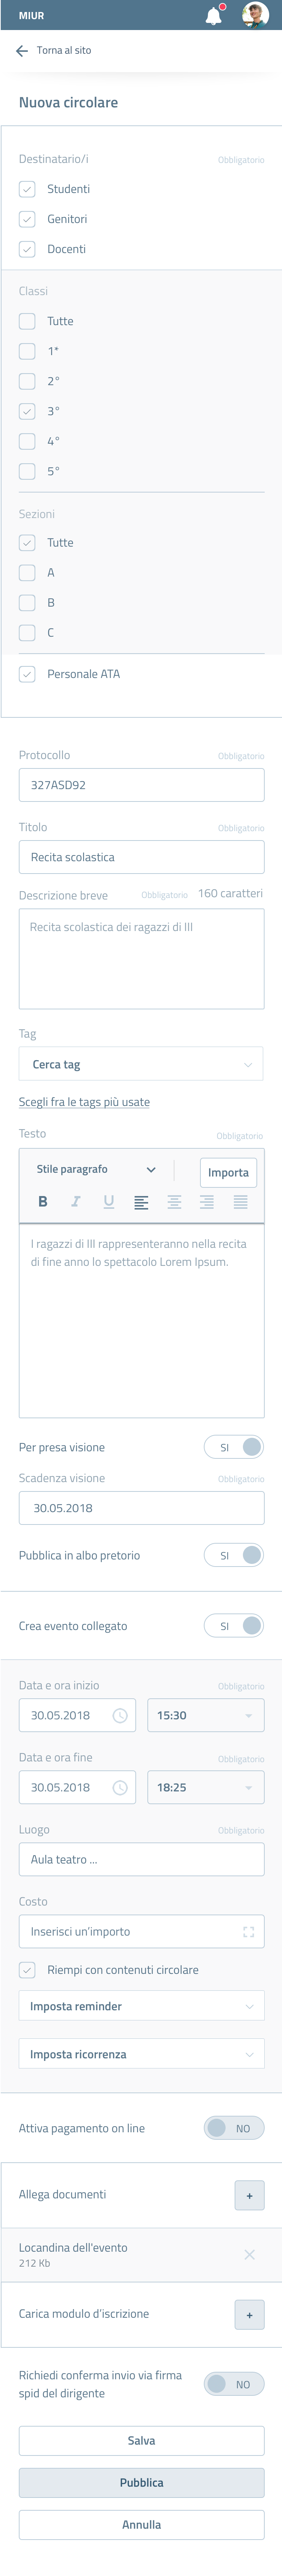 MIUR
Torna al sito
Nuova circolare
Destinatario/i Obbligatorio
Studenti
Genitori
Docenti
Classi
Tutte
1*
2°
3°
4°
5°
Sezioni
Tutte
A
B
C
Personale ATA
Protocollo Obbligatorio
327ASD92
Titolo Obbligatorio
Recita scolastica
Descrizione breve Obbligatorio 160 caratteri
Recita scolastica dei ragazzi di III
Tag
Cerca tag
Scegli fra le tags più usate
Testo Obbligatorio
Stile paragrafo Importa
B I U
I ragazzi di III rappresenteranno nella recita
di fine anno lo spettacolo Lorem Ipsum.
Per presa visione SI
Scadenza visione Obbligatorio
30.05.2018
Pubblica in albo pretorio SI
Crea evento collegato SI
Data e ora inizio Obbligatorio
30.05.2018 15:30
Data e ora fine Obbligatorio
30.05.2018 18:25
Luogo Obbligatorio
Aula teatro ...
Costo
Inserisci un'importo
Riempi con contenuti circolare
Imposta reminder
Imposta ricorrenza
Attiva pagamento on line NO
Allega documenti +
Locandina dell'evento
212 Kb
Carica modulo d'iscrizione +
Richiedi conferma invio via firma
spid del dirigente NO
Salva
Pubblica
Annulla